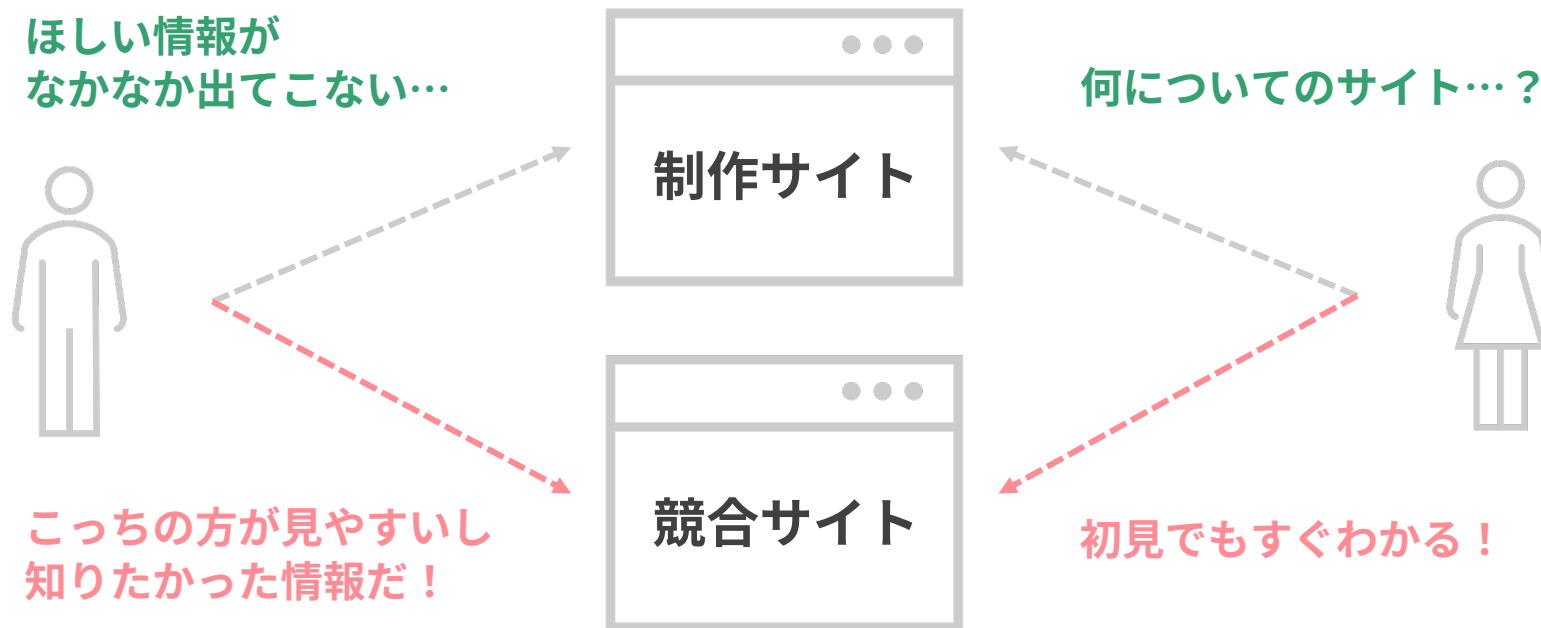 ほしい情報が
なかなか出てこない…
何についてのサイト…？
制作サイト
競合サイト
こっちの方が見やすいし
知りたかった情報だ！
初見でもすぐわかる！